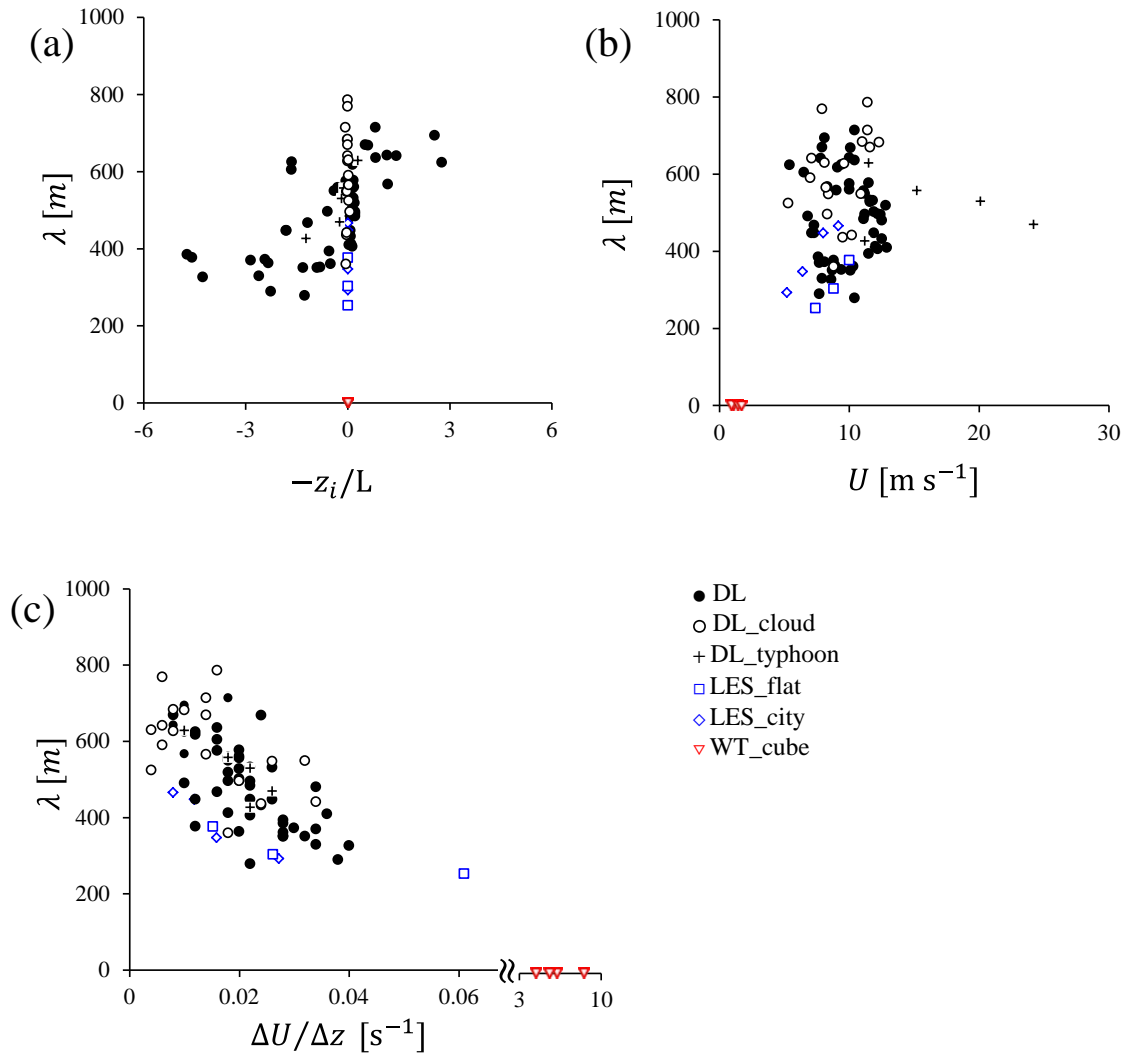 (a)
1000
800
600
400
200
0
λ [m]
-6 -3 0 3 6
−z_i/L
(b)
1000
800
600
400
200
0
λ [m]
0 10 20 30
U [m s⁻¹]
(c)
1000
800
600
400
200
0
λ [m]
0 0.02 0.04 0.06 3 10
ΔU/Δz [s⁻¹]
DL
DL_cloud
DL_typhoon
LES_flat
LES_city
WT_cube